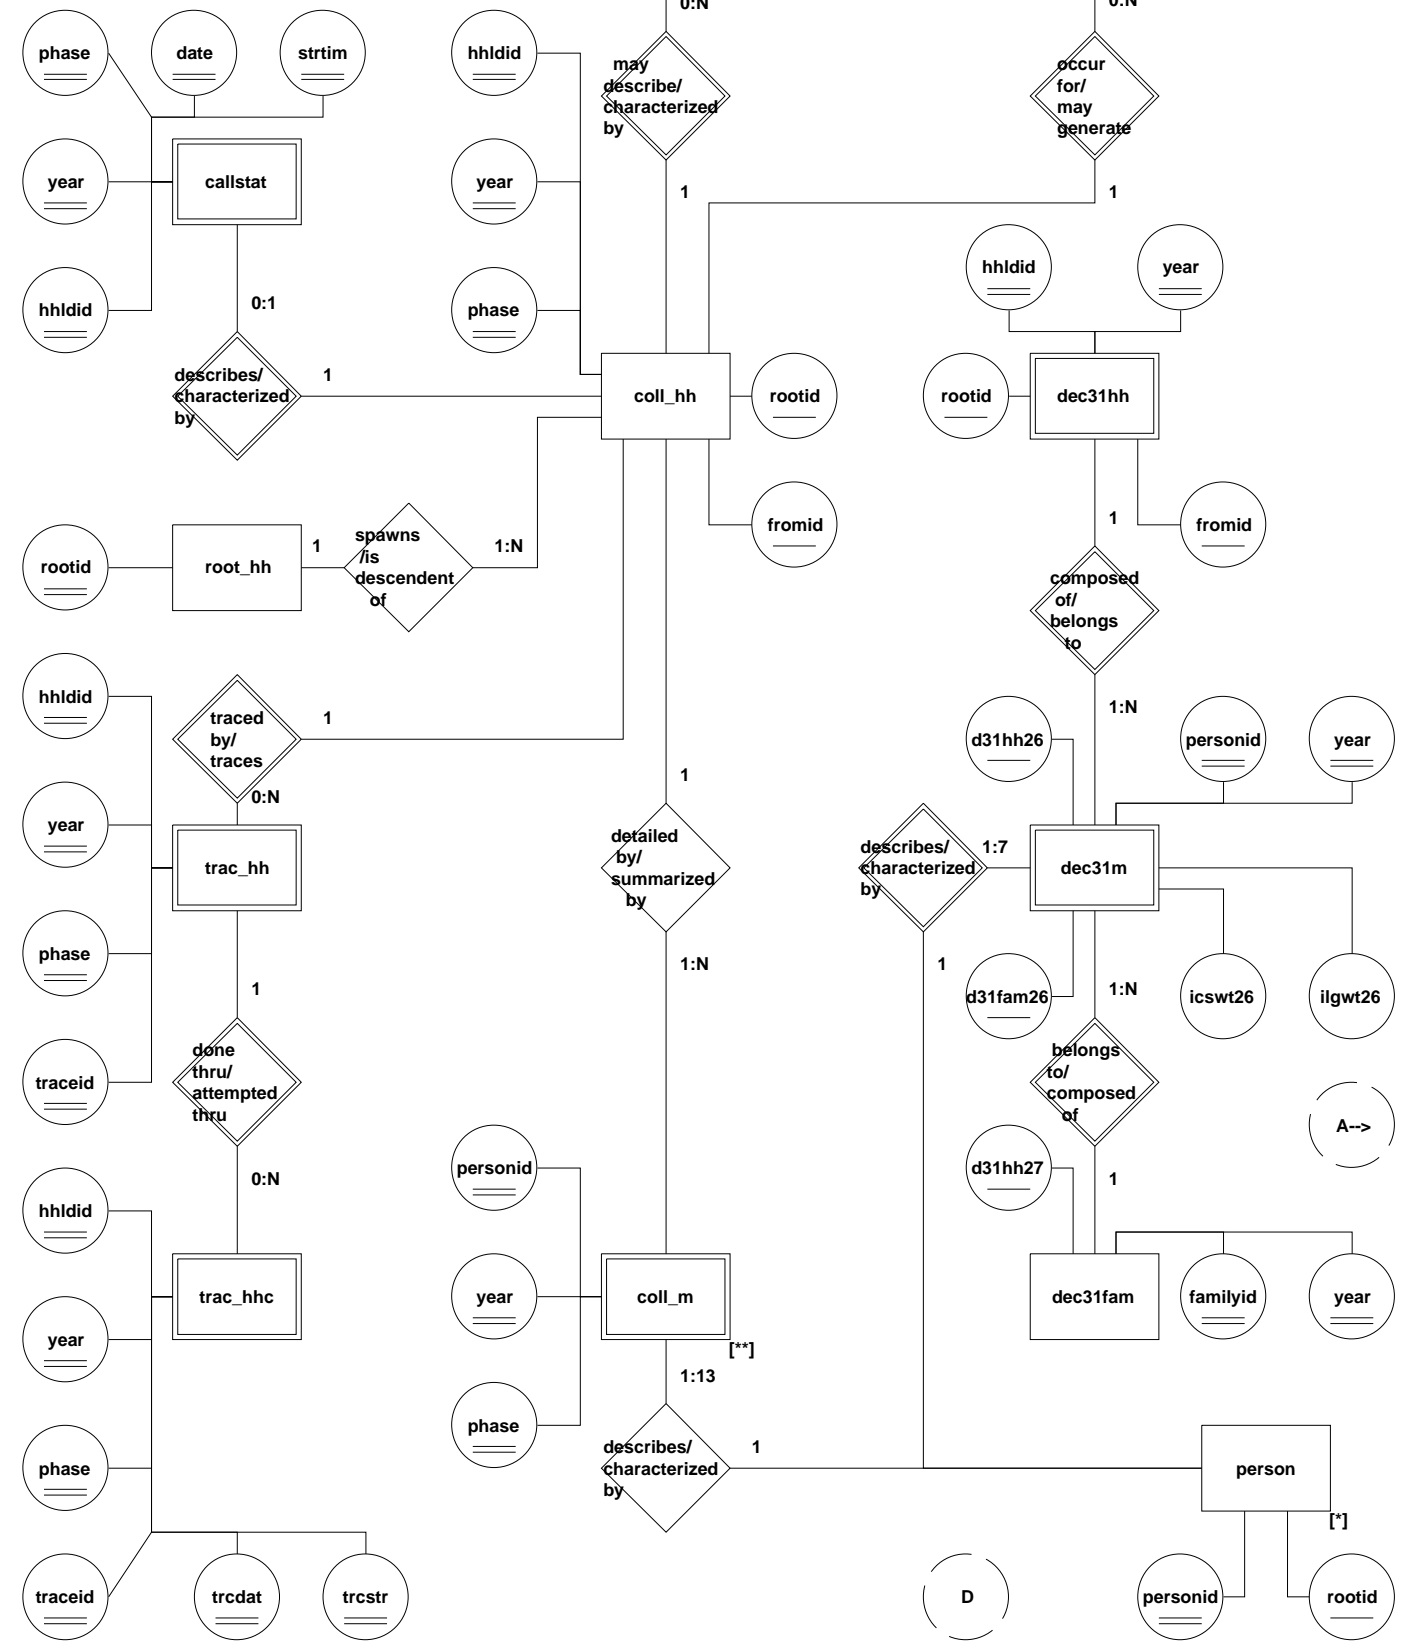 0:N
0:N
phase
date
strtim
hhldid
may
describe/
characterized
by
occur
for/
may
generate
year
callstat
year
1
1
hhldid
year
hhldid
0:1
phase
describes/
characterized
by
1
coll_hh
rootid
rootid
dec31hh
fromid
1
fromid
rootid
root_hh
1
spawns
/is
descendent
of
1:N
composed
of/
belongs
to
hhldid
traced
by/
traces
1
1:N
d31hh26
personid
year
0:N
1
year
trac_hh
detailed
by/
summarized
by
describes/
characterized
by
1:7
dec31m
phase
1
1:N
1
d31fam26
1:N
icswt26
ilgwt26
traceid
done
thru/
attempted
thru
belongs
to/
composed
of
A-->
hhldid
0:N
personid
d31hh27
1
trac_hhc
year
year
coll_m
[**]
dec31fam
familyid
year
phase
1:13
phase
describes/
characterized
by
1
person
[*]
traceid
trcdat
trcstr
D
personid
rootid